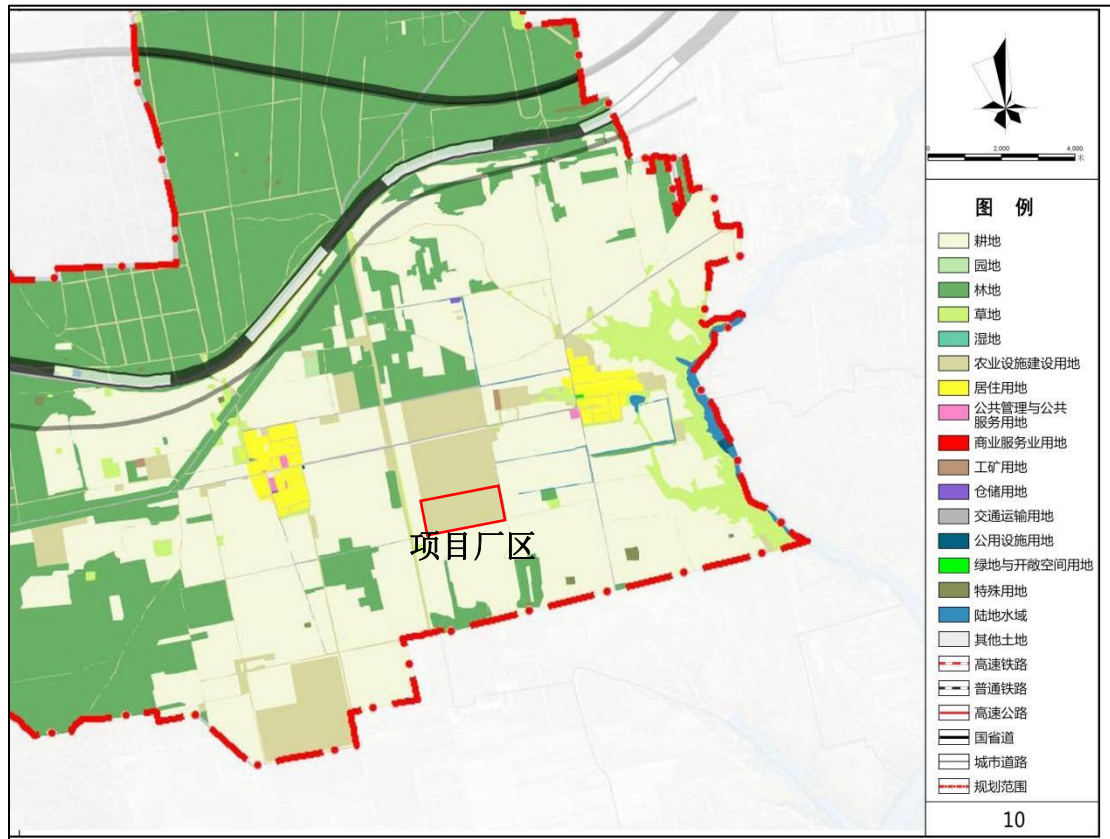 0 2,000 4,000
米
图 例
耕地
园地
林地
草地
湿地
农业设施建设用地
居住用地
公共管理与公共
服务用地
商业服务业用地
工矿用地
仓储用地
交通运输用地
公用设施用地
绿地与开敞空间用地
特殊用地
陆地水域
其他土地
高速铁路
普通铁路
高速公路
国省道
城市道路
规划范围
10
项目厂区